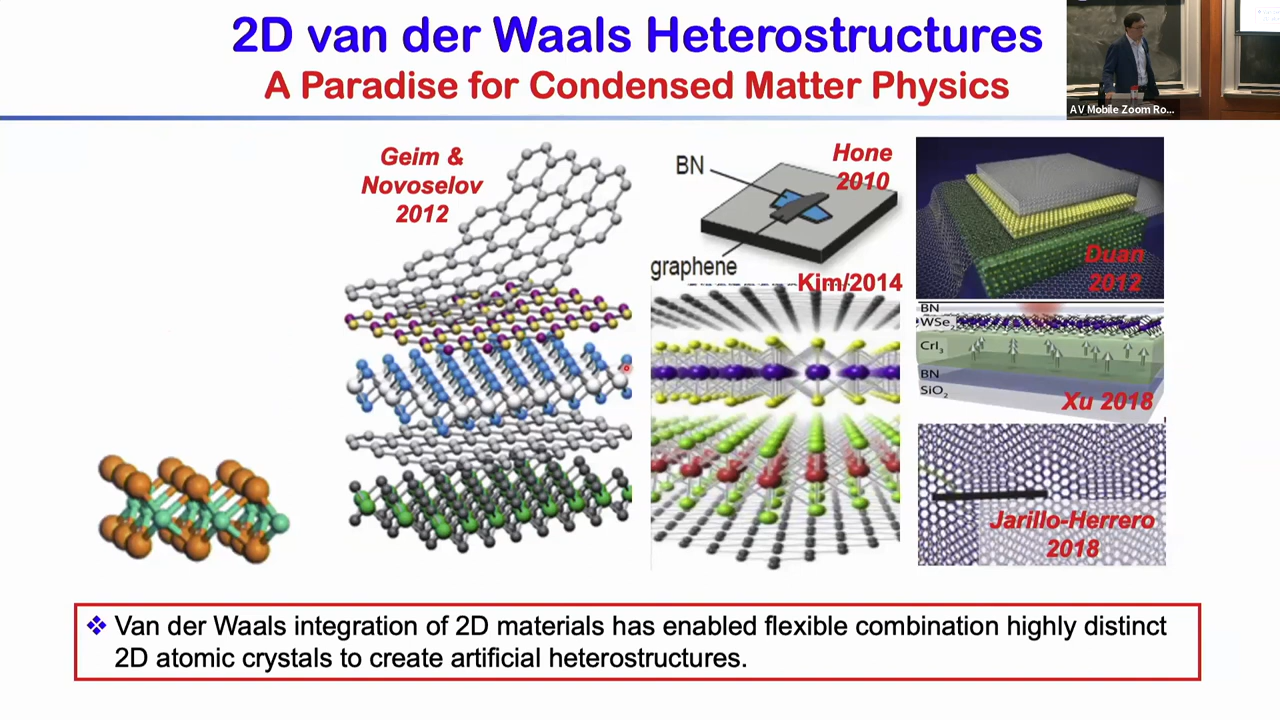 2D van der Waals Heterostructures
A Paradise for Condensed Matter Physics
AV Mobile Zoom Ro...
Geim &
Novoselov
2012
BN
Hone
2010
graphene
Kim/2014
Duan
2012
BN
WSe₂
CrI₃
BN
SiO₂
Xu 2018
Jarillo-Herrero
2018
❖ Van der Waals integration of 2D materials has enabled flexible combination highly distinct
2D atomic crystals to create artificial heterostructures.